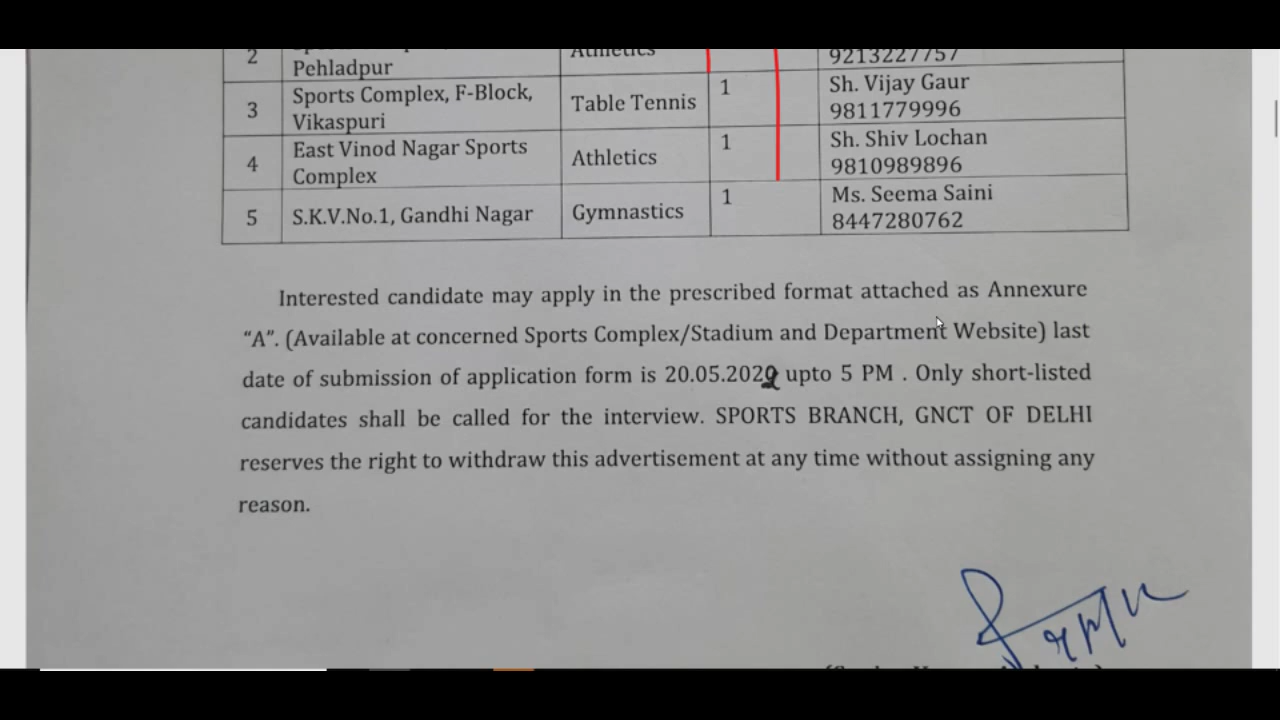 2
Pehladpur
Athletics
9213227757
3
Sports Complex, F-Block,
Vikaspuri
Table Tennis
1
Sh. Vijay Gaur
9811779996
4
East Vinod Nagar Sports
Complex
Athletics
1
Sh. Shiv Lochan
9810989896
5
S.K.V.No.1, Gandhi Nagar
Gymnastics
1
Ms. Seema Saini
8447280762
Interested candidate may apply in the prescribed format attached as Annexure
“A”. (Available at concerned Sports Complex/Stadium and Department Website) last
date of submission of application form is 20.05.2022 upto 5 PM . Only short-listed
candidates shall be called for the interview. SPORTS BRANCH, GNCT OF DELHI
reserves the right to withdraw this advertisement at any time without assigning any
reason.